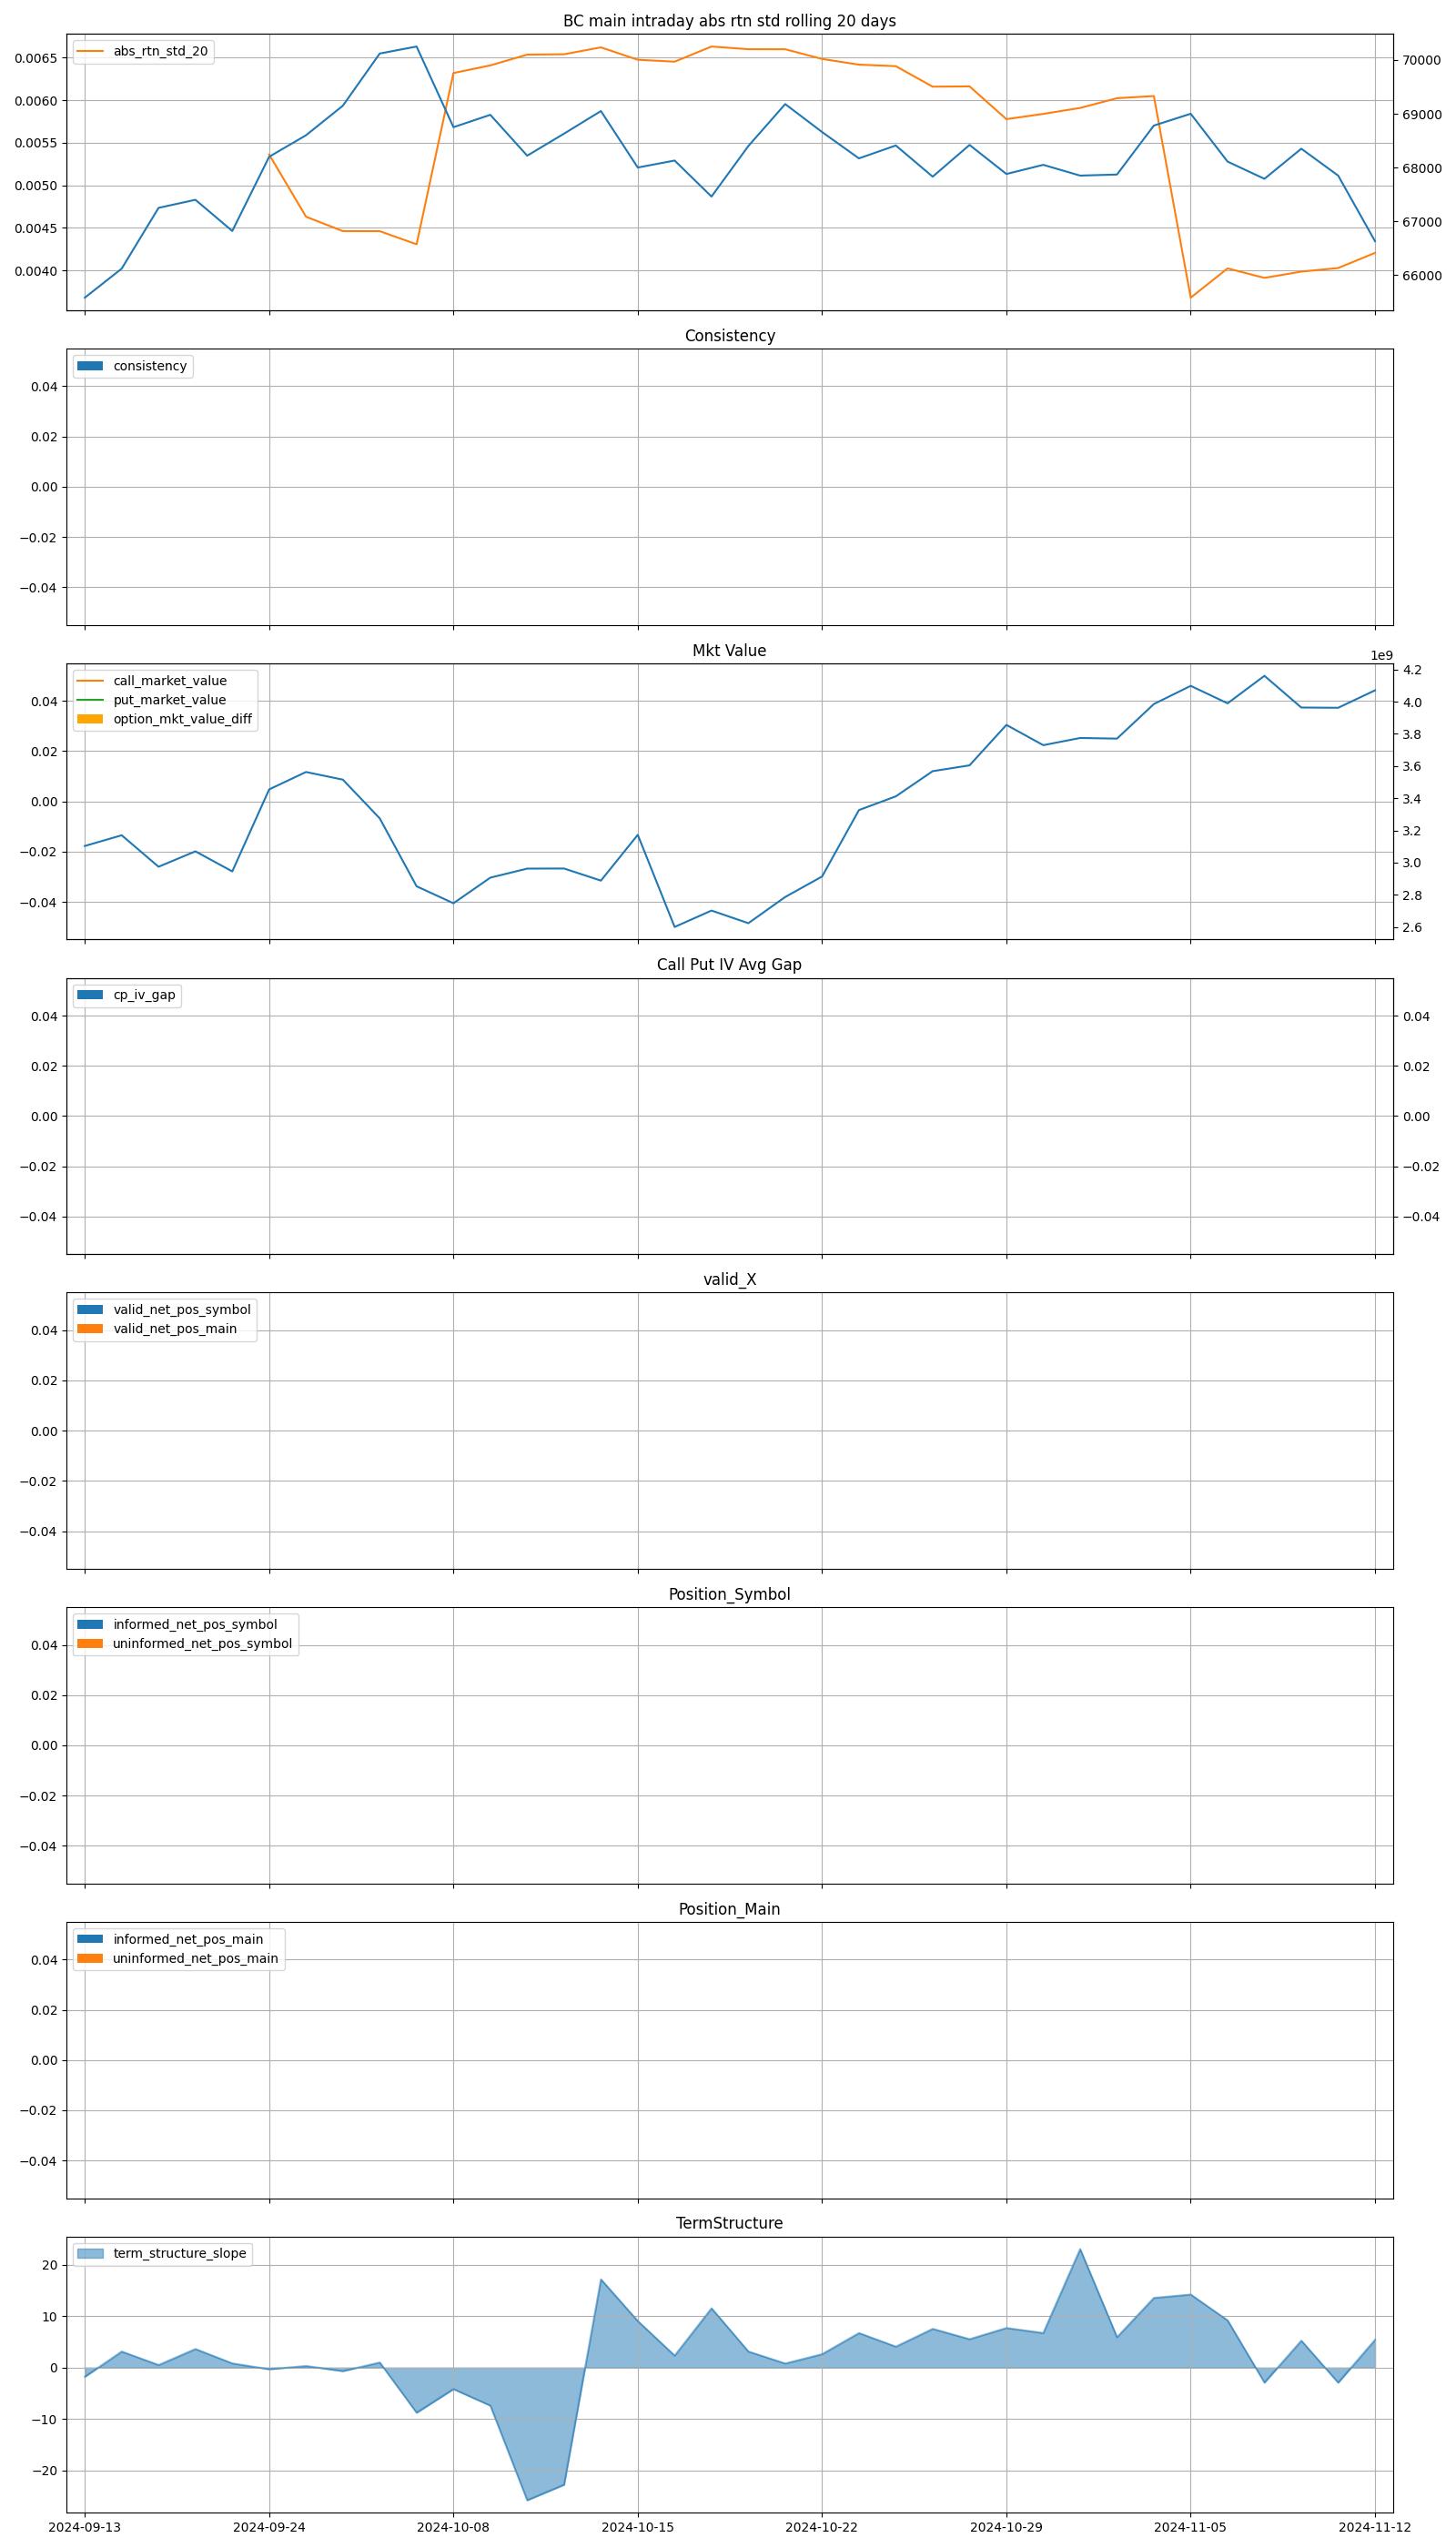 BC main intraday abs rtn std rolling 20 days
abs_rtn_std_20
0.0065
0.0060
0.0055
0.0050
0.0045
0.0040
70000
69000
68000
67000
66000
Consistency
consistency
0.04
0.02
0.00
−0.02
−0.04
Mkt Value
1e9
call_market_value
put_market_value
option_mkt_value_diff
0.04
0.02
0.00
−0.02
−0.04
4.2
4.0
3.8
3.6
3.4
3.2
3.0
2.8
2.6
Call Put IV Avg Gap
cp_iv_gap
0.04
0.02
0.00
−0.02
−0.04
0.04
0.02
0.00
−0.02
−0.04
valid_X
valid_net_pos_symbol
valid_net_pos_main
0.04
0.02
0.00
−0.02
−0.04
Position_Symbol
informed_net_pos_symbol
uninformed_net_pos_symbol
0.04
0.02
0.00
−0.02
−0.04
Position_Main
informed_net_pos_main
uninformed_net_pos_main
0.04
0.02
0.00
−0.02
−0.04
TermStructure
term_structure_slope
20
10
0
−10
−20
2024-09-13 2024-09-24 2024-10-08 2024-10-15 2024-10-22 2024-10-29 2024-11-05 2024-11-12